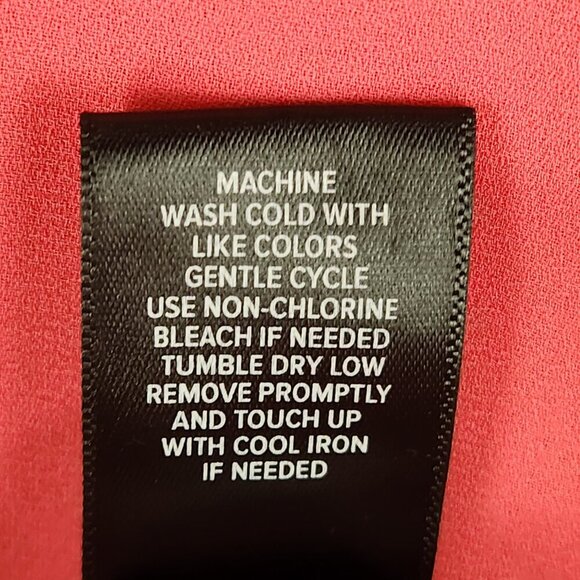 MACHINE
WASH COLD WITH
LIKE COLORS
GENTLE CYCLE
USE NON-CHLORINE
BLEACH IF NEEDED
TUMBLE DRY LOW
REMOVE PROMPTLY
AND TOUCH UP
WITH COOL IRON
IF NEEDED